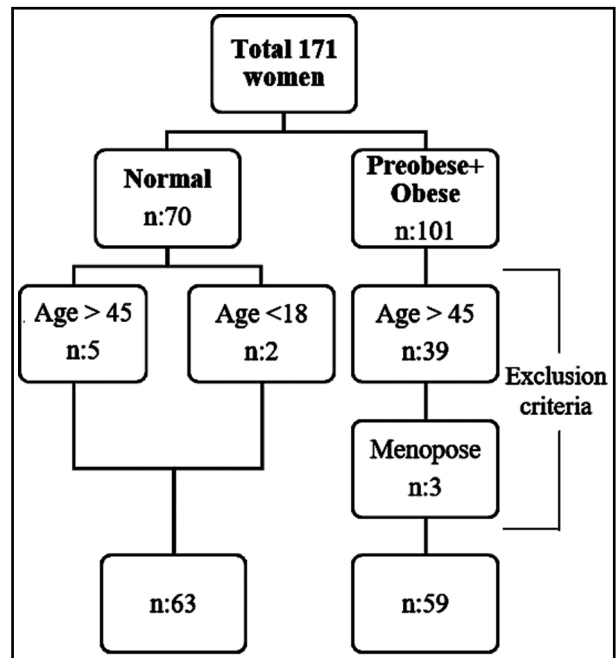 Total 171
women
Normal
n:70
Preobese+
Obese
n:101
Age > 45
n:5
Age <18
n:2
Age > 45
n:39
Exclusion
criteria
Menopose
n:3
n:63
n:59